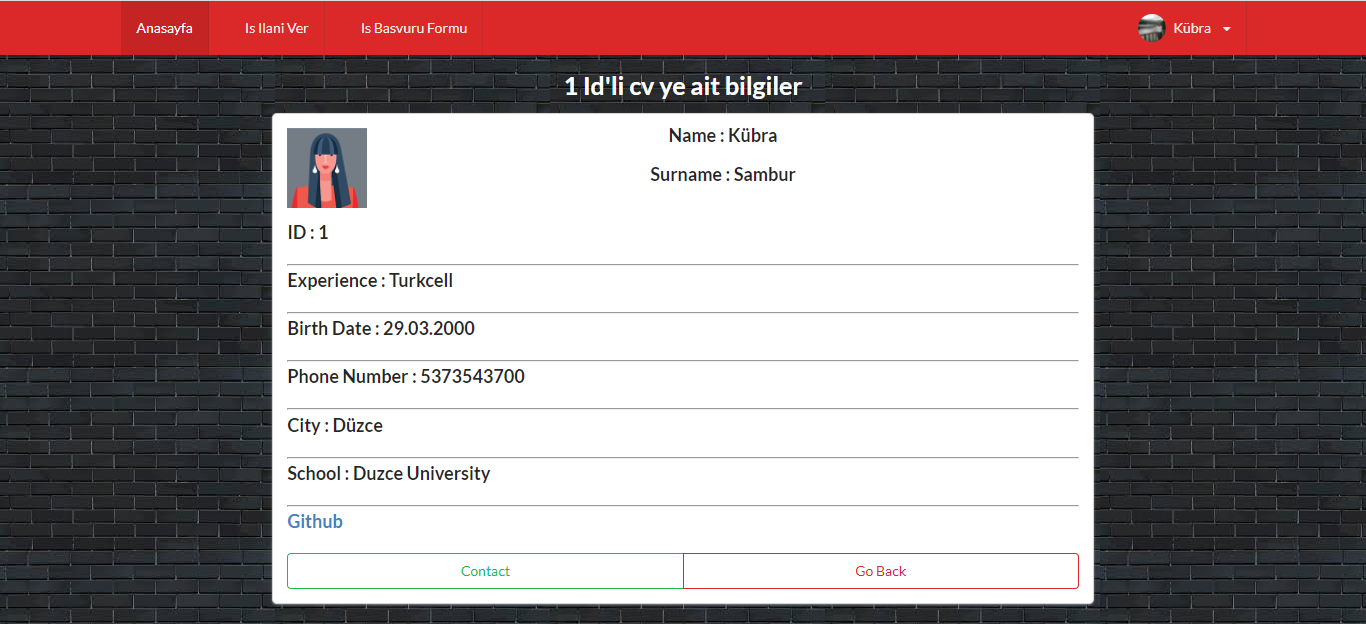 Anasayfa Is Ilani Ver Is Basvuru Formu Kübra
1 Id'li cv ye ait bilgiler
Name : Kübra
Surname : Sambur
ID : 1
Experience : Turkcell
Birth Date : 29.03.2000
Phone Number : 5373543700
City : Düzce
School : Duzce University
Github
Contact Go Back